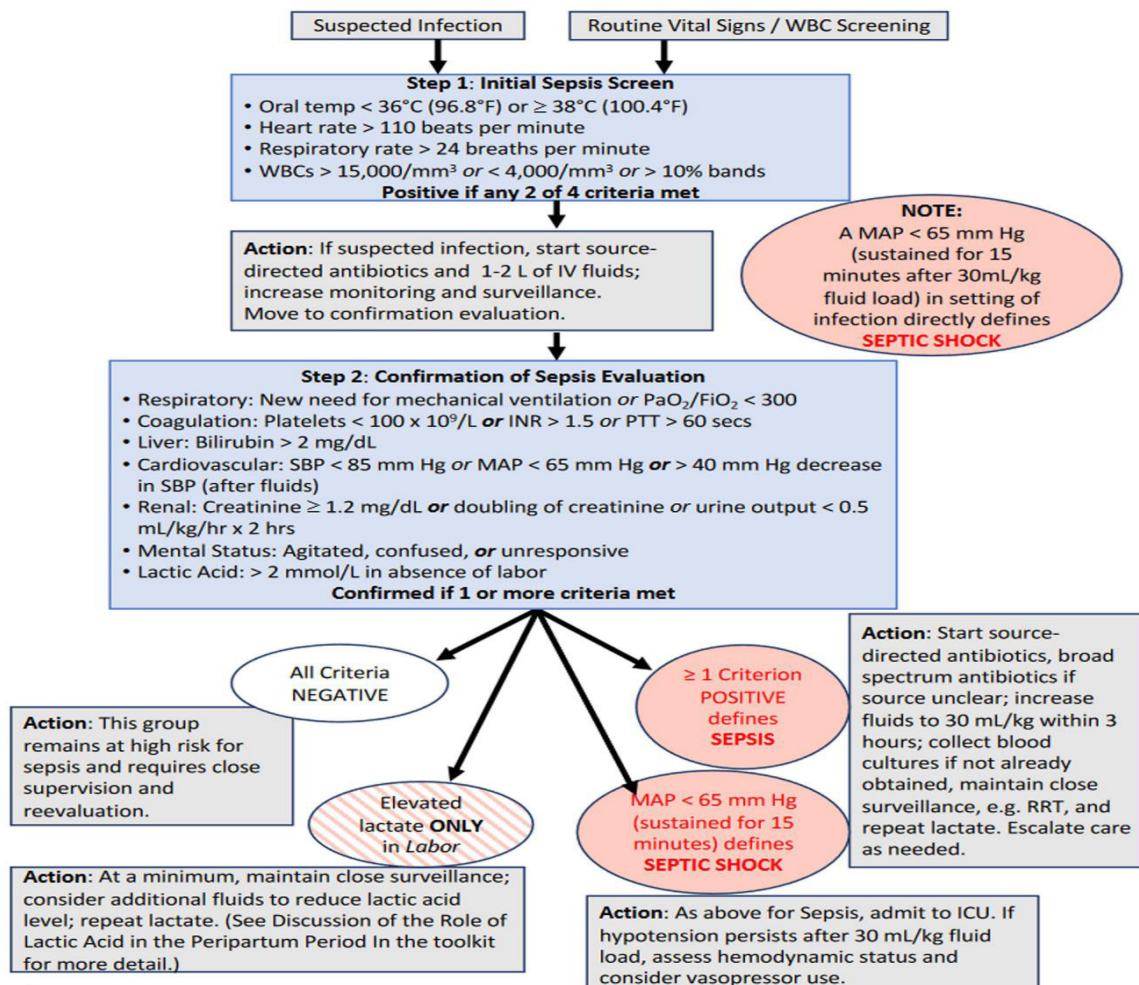 Suspected Infection
Routine Vital Signs / WBC Screening
Step 1: Initial Sepsis Screen
• Oral temp < 36°C (96.8°F) or ≥ 38°C (100.4°F)
• Heart rate > 110 beats per minute
• Respiratory rate > 24 breaths per minute
• WBCs > 15,000/mm³ or < 4,000/mm³ or > 10% bands
Positive if any 2 of 4 criteria met
NOTE:
A MAP < 65 mm Hg
(sustained for 15
minutes after 30mL/kg
fluid load) in setting of
infection directly defines
SEPTIC SHOCK
Action: If suspected infection, start source-
directed antibiotics and 1-2 L of IV fluids;
increase monitoring and surveillance.
Move to confirmation evaluation.
Step 2: Confirmation of Sepsis Evaluation
• Respiratory: New need for mechanical ventilation or PaO₂/FiO₂ < 300
• Coagulation: Platelets < 100 x 10⁹/L or INR > 1.5 or PTT > 60 secs
• Liver: Bilirubin > 2 mg/dL
• Cardiovascular: SBP < 85 mm Hg or MAP < 65 mm Hg or > 40 mm Hg decrease
in SBP (after fluids)
• Renal: Creatinine ≥ 1.2 mg/dL or doubling of creatinine or urine output < 0.5
mL/kg/hr x 2 hrs
• Mental Status: Agitated, confused, or unresponsive
• Lactic Acid: > 2 mmol/L in absence of labor
Confirmed if 1 or more criteria met
All Criteria
NEGATIVE
Action: This group
remains at high risk for
sepsis and requires close
supervision and
reevaluation.
Elevated
lactate ONLY
in Labor
Action: At a minimum, maintain close surveillance;
consider additional fluids to reduce lactic acid
level; repeat lactate. (See Discussion of the Role of
Lactic Acid in the Peripartum Period In the toolkit
for more detail.)
≥ 1 Criterion
POSITIVE
defines
SEPSIS
Action: Start source-
directed antibiotics, broad
spectrum antibiotics if
source unclear; increase
fluids to 30 mL/kg within 3
hours; collect blood
cultures if not already
obtained, maintain close
surveillance, e.g. RRT, and
repeat lactate. Escalate care
as needed.
MAP < 65 mm Hg
(sustained for 15
minutes) defines
SEPTIC SHOCK
Action: As above for Sepsis, admit to ICU. If
hypotension persists after 30 mL/kg fluid
load, assess hemodynamic status and
consider vasopressor use.